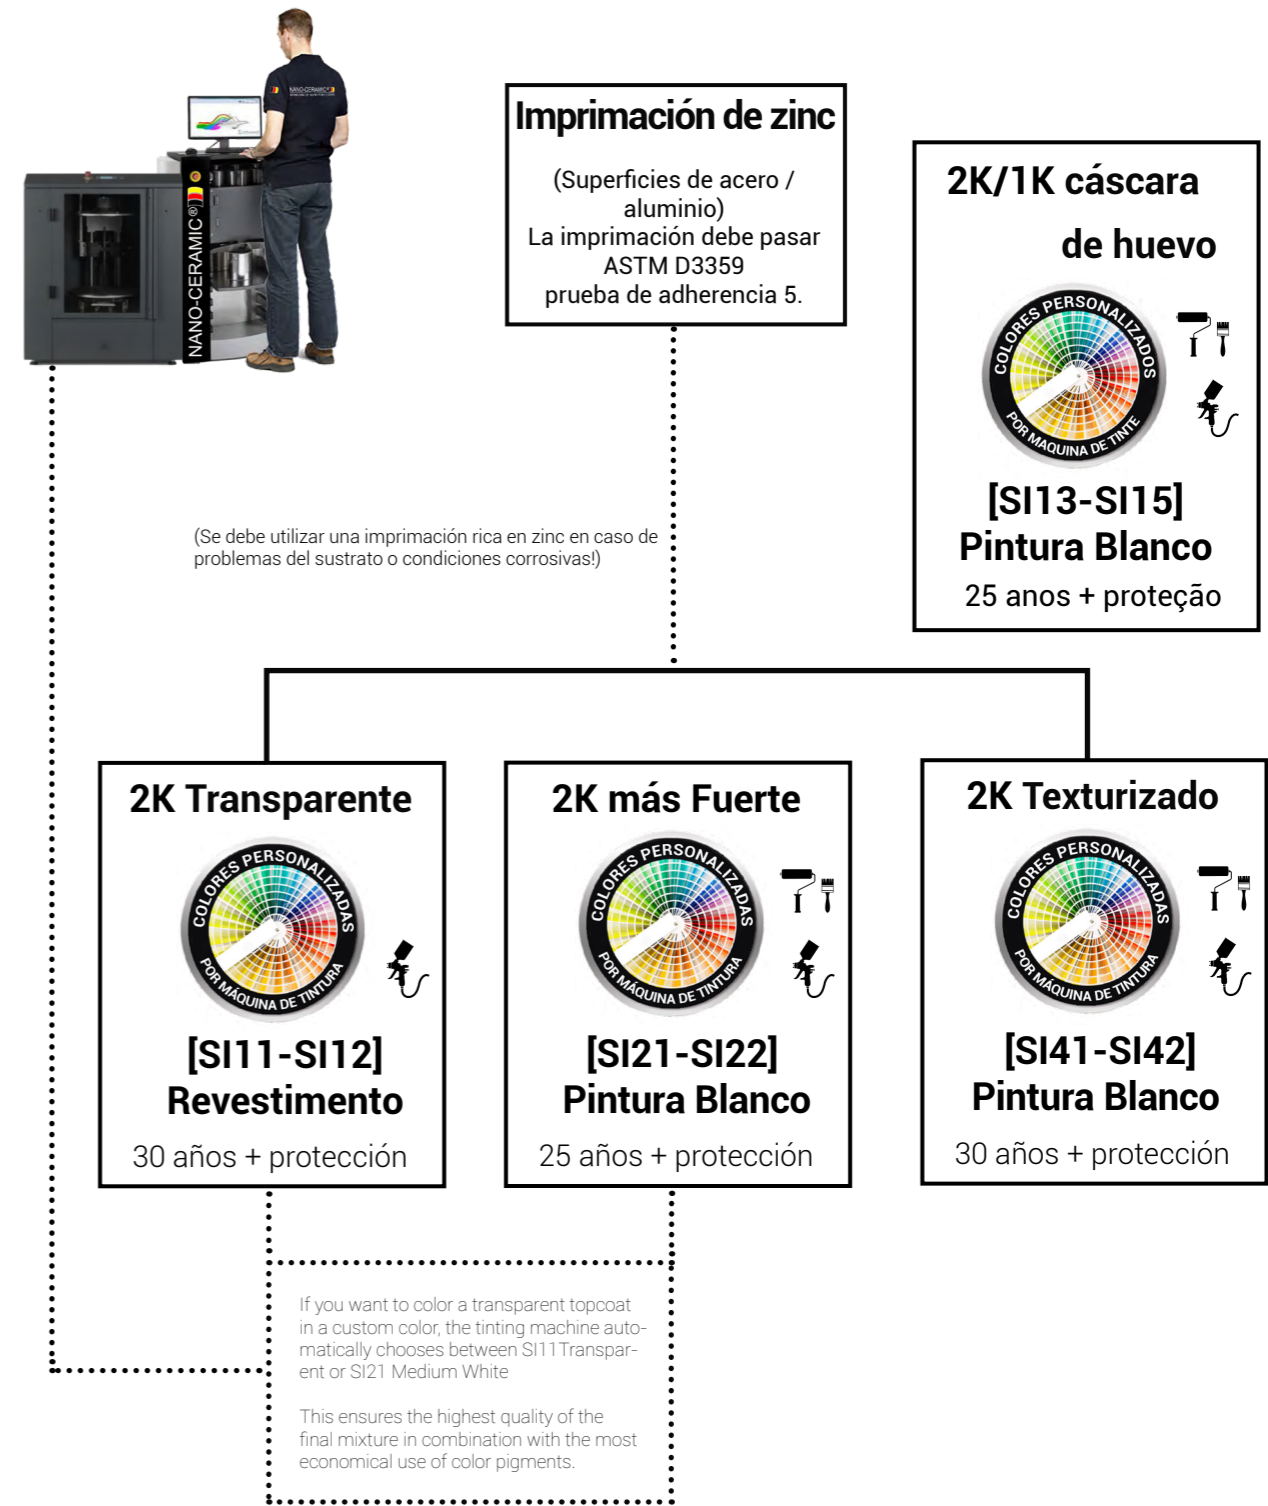 NANO-CERAMIC®
NANO-CERAMIC®
Imprimación de zinc
(Superficies de acero /
aluminio)
La imprimación debe pasar
ASTM D3359
prueba de adherencia 5.
2K/1K cáscara
de huevo
COLORES PERSONALIZADOS
POR MAQUINA DE TINTE
[SI13-SI15]
Pintura Blanco
25 anos + proteção
(Se debe utilizar una imprimación rica en zinc en caso de
problemas del sustrato o condiciones corrosivas!)
2K Transparente
COLORES PERSONALIZADAS
POR MÁQUINA DE TINTURA
[SI11-SI12]
Revestimento
30 años + protección
2K más Fuerte
COLORES PERSONALIZADAS
POR MÁQUINA DE TINTURA
[SI21-SI22]
Pintura Blanco
25 años + protección
2K Texturizado
COLORES PERSONALIZADAS
POR MÁQUINA DE TINTURA
[SI41-SI42]
Pintura Blanco
30 años + protección
If you want to color a transparent topcoat
in a custom color, the tinting machine auto-
matically chooses between SI11Transpar-
ent or SI21 Medium White
This ensures the highest quality of the
final mixture in combination with the most
economical use of color pigments.